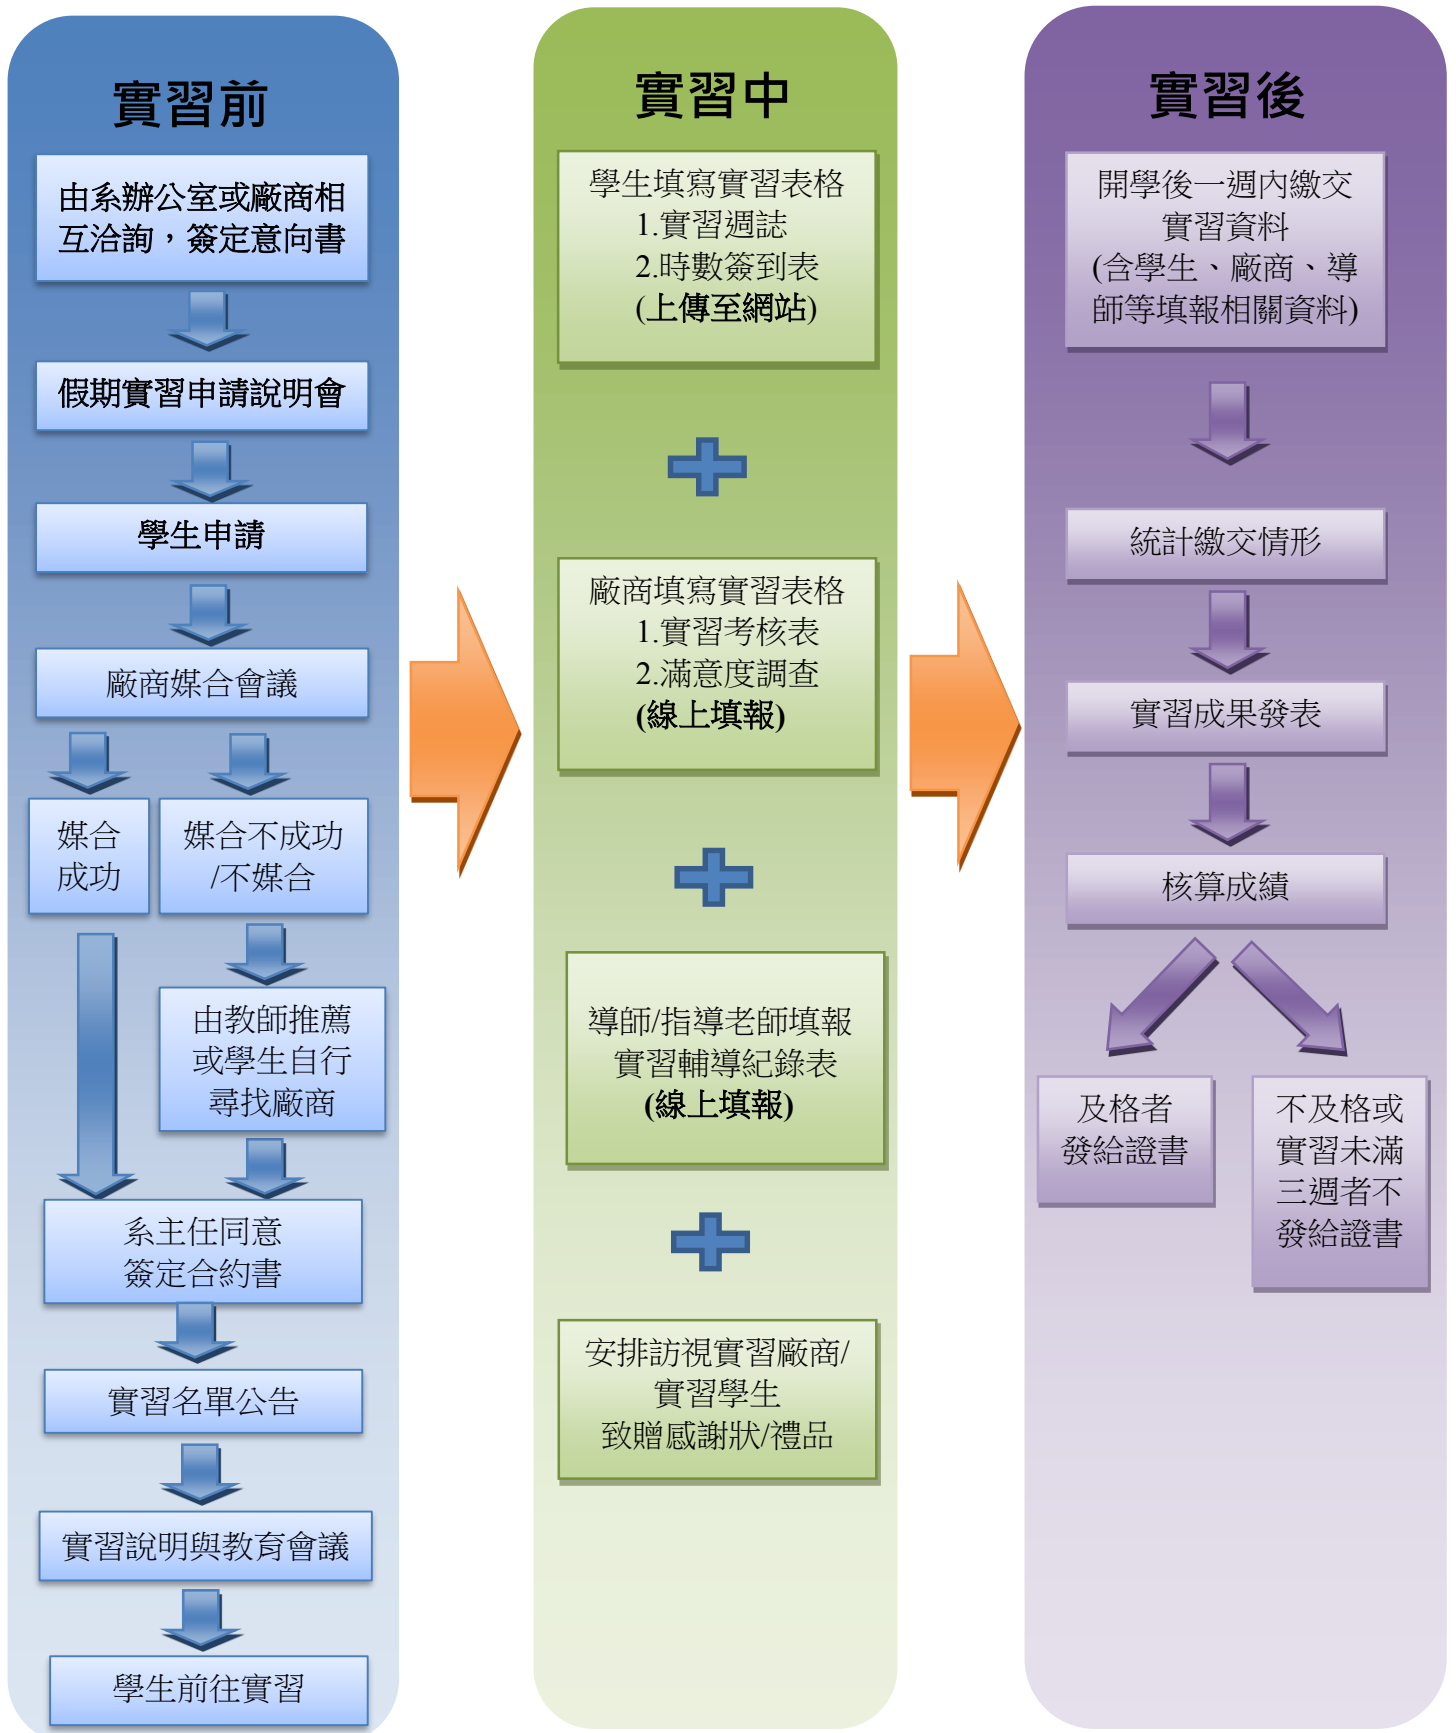 實習前
由系辦公室或廠商相
互洽詢，簽定意向書
假期實習申請說明會
學生申請
廠商媒合會議
媒合
成功
媒合不成功
/不媒合
由教師推薦
或學生自行
尋找廠商
系主任同意
簽定合約書
實習名單公告
實習說明與教育會議
學生前往實習
實習中
學生填寫實習表格
1.實習週誌
2.時數簽到表
(上傳至網站)
廠商填寫實習表格
1.實習考核表
2.滿意度調查
(線上填報)
導師/指導老師填報
實習輔導紀錄表
(線上填報)
安排訪視實習廠商/
實習學生
致贈感謝狀/禮品
實習後
開學後一週內繳交
實習資料
(含學生、廠商、導
師等填報相關資料)
統計繳交情形
實習成果發表
核算成績
及格者
發給證書
不及格或
實習未滿
三週者不
發給證書